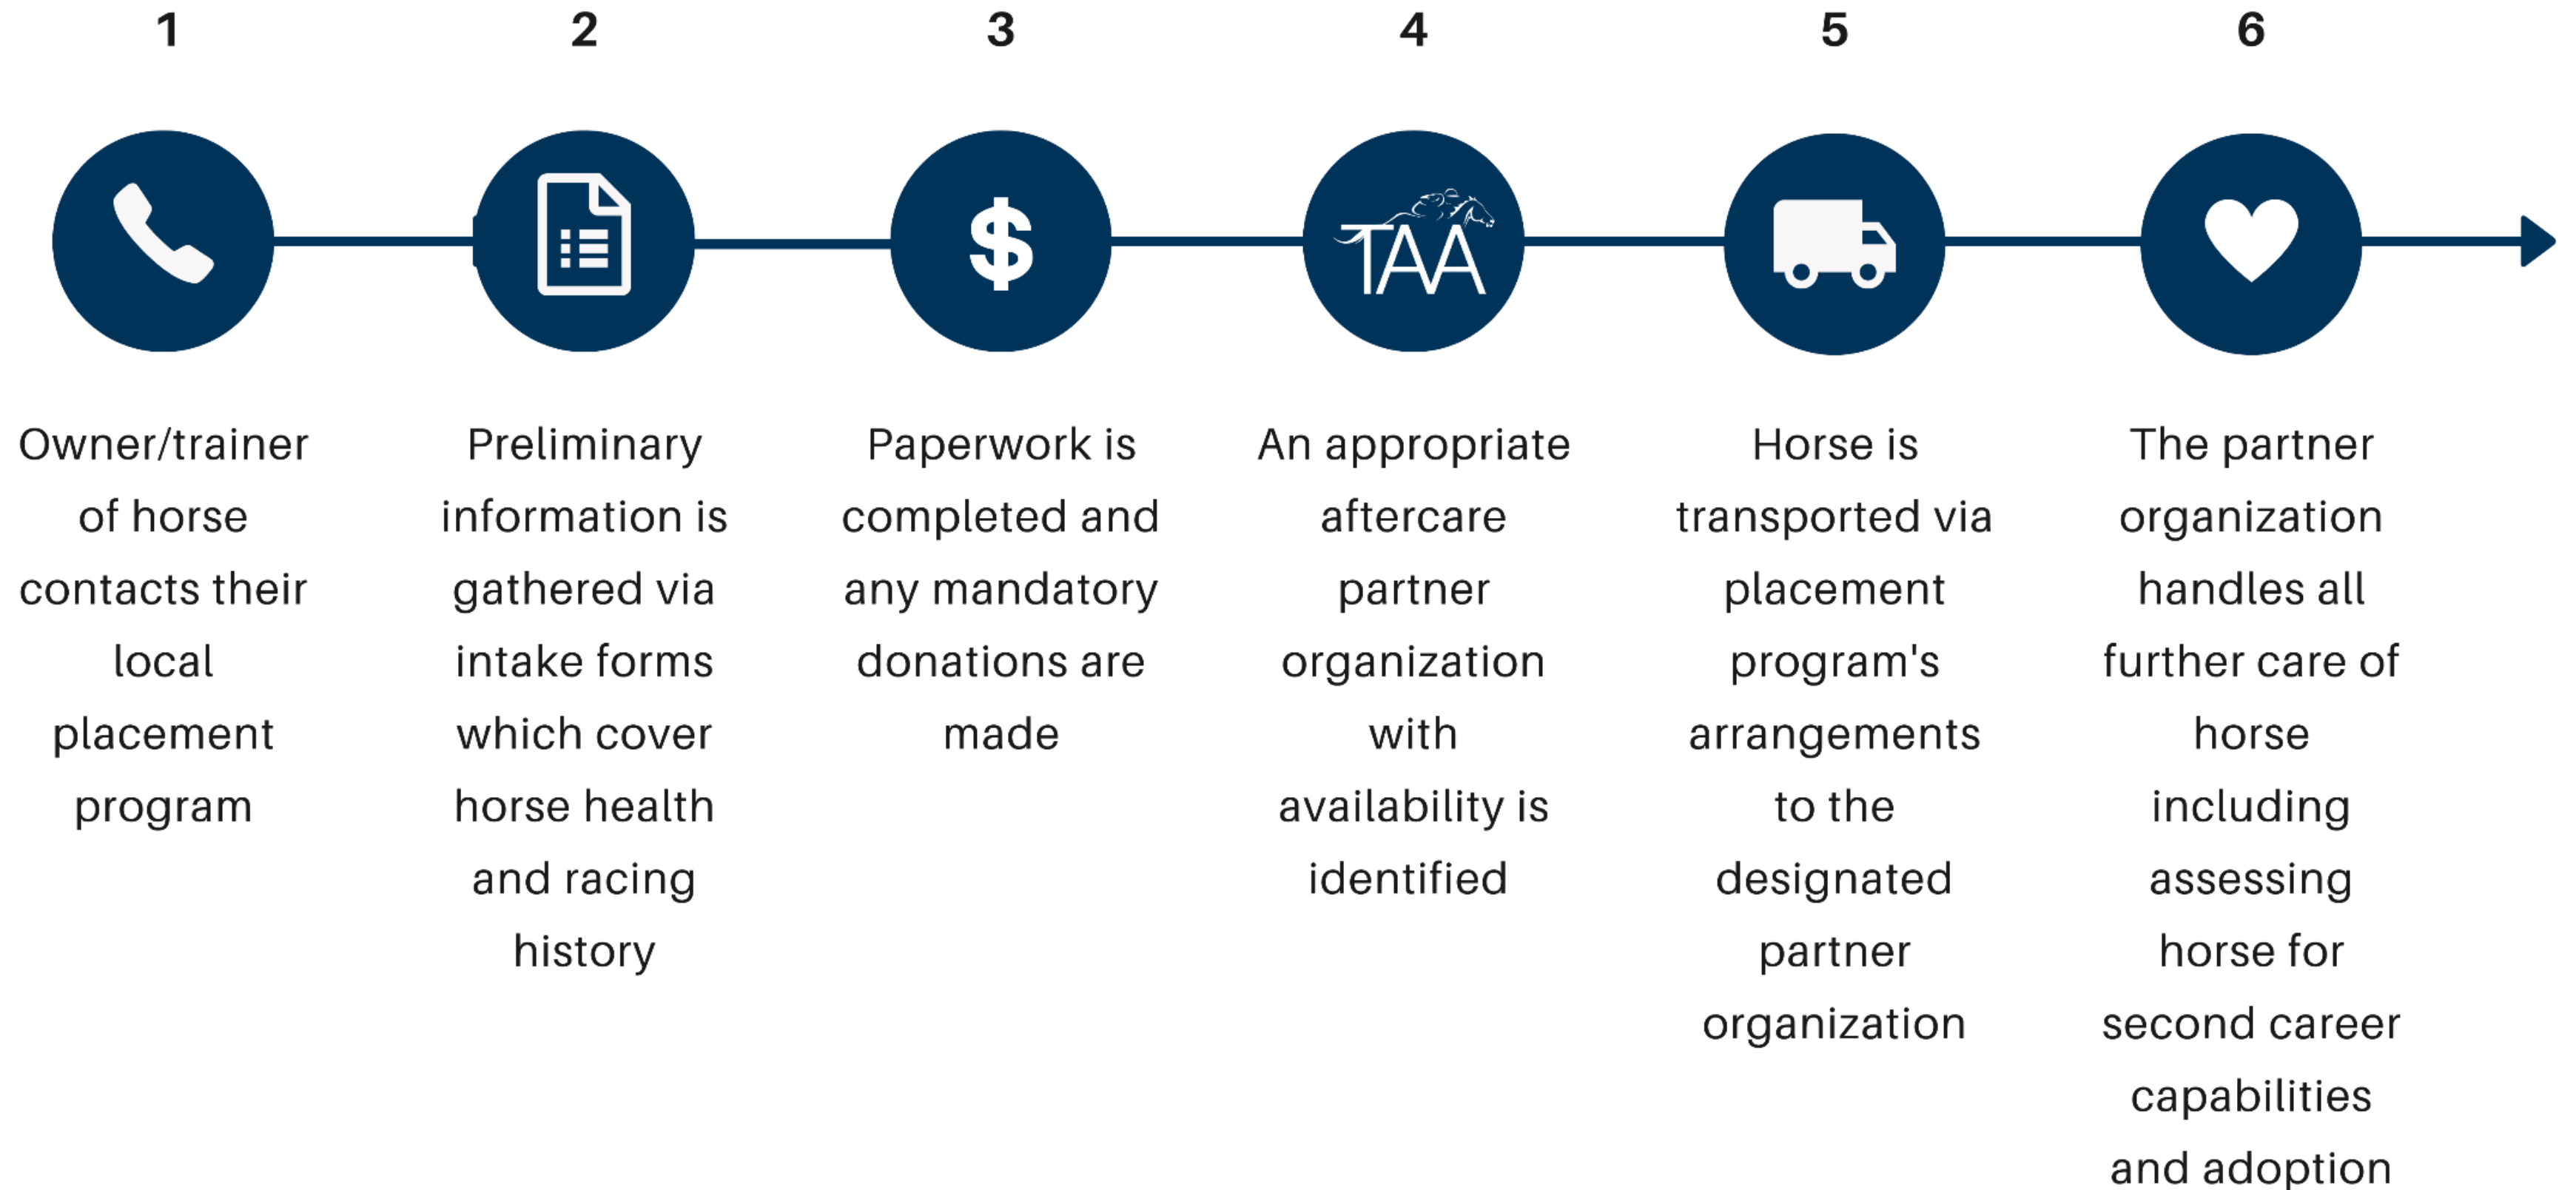 1
2
3
4
5
6
TAA
Owner/trainer
of horse
contacts their
local
placement
program
Preliminary
information is
gathered via
intake forms
which cover
horse health
and racing
history
Paperwork is
completed and
any mandatory
donations are
made
An appropriate
aftercare
partner
organization
with
availability is
identified
Horse is
transported via
placement
program's
arrangements
to the
designated
partner
organization
The partner
organization
handles all
further care of
horse
including
assessing
horse for
second career
capabilities
and adoption